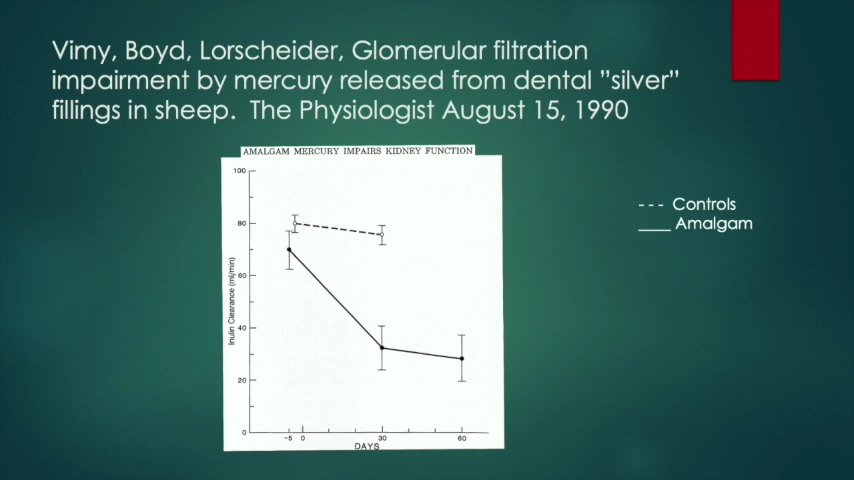 Vimy, Boyd, Lorscheider, Glomerular filtration
impairment by mercury released from dental ”silver”
fillings in sheep. The Physiologist August 15, 1990
AMALGAM MERCURY IMPAIRS KIDNEY FUNCTION
100
80
60
40
20
0
Inulin Clearance (ml/min)
-5 0 30 60
DAYS
--- Controls
___ Amalgam